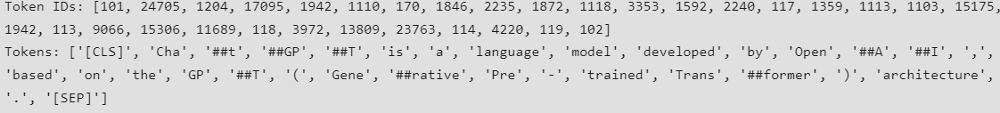 Token IDs: [101, 24705, 1204, 17095, 1942, 1110, 170, 1846, 2235, 1872, 1118, 3353, 1592, 2240, 117, 1359, 1113, 1103, 15175,
1942, 113, 9066, 15306, 11689, 118, 3972, 13809, 23763, 114, 4220, 119, 102]
Tokens: ['[CLS]', 'Cha', '##t', '##GP', '##T', 'is', 'a', 'language', 'model', 'developed', 'by', 'Open', '##A', '##I', ',',
'based', 'on', 'the', 'GP', '##T', '(', 'Gene', '##rative', 'Pre', '-', 'trained', 'Trans', '##former', ')', 'architecture',
'.', '[SEP]']